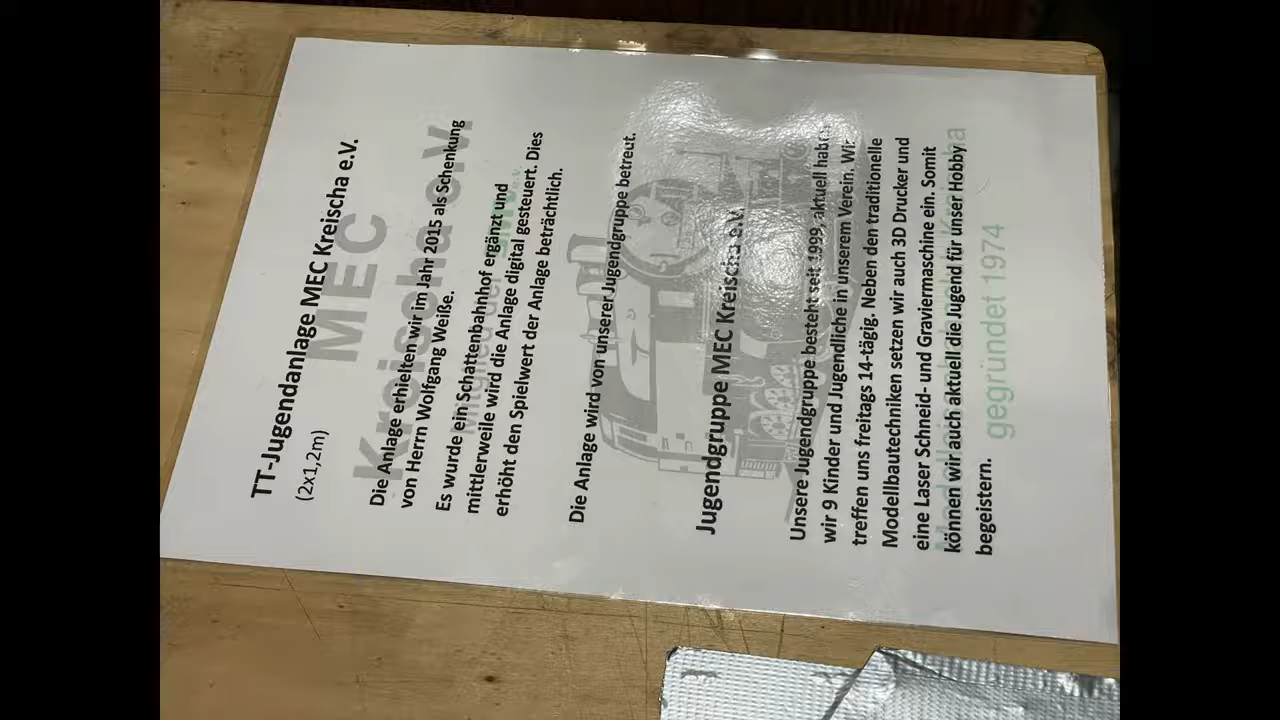 TT-Jugendanlage MEC Kreischa e.V.
(2x1,2m)
MEC
Kreischa e.V.
Die Anlage erhielten wir im Jahr 2015 als Schenkung
von Herrn Wolfgang Weiße.
Mitglied der
Es wurde ein Schattenbahnhof ergänzt und
mittlerweile wird die Anlage digital gesteuert. Dies
erhöht den Spielwert der Anlage beträchtlich.
Die Anlage wird von unserer Jugendgruppe betreut.
Jugendgruppe MEC Kreischa e.V.
Unsere Jugendgruppe besteht seit 1999, aktuell
wir 9 Kinder und Jugendliche in unserem Verein. Wir
treffen uns freitags 14-tägig. Neben den traditionelle
Modellbautechniken setzen wir auch 3D Drucker und
eine Laser Schneid- und Graviermaschine ein. Somit
können wir auch aktuell die Jugend für unser Hobby
begeistern.
gegründet 1974